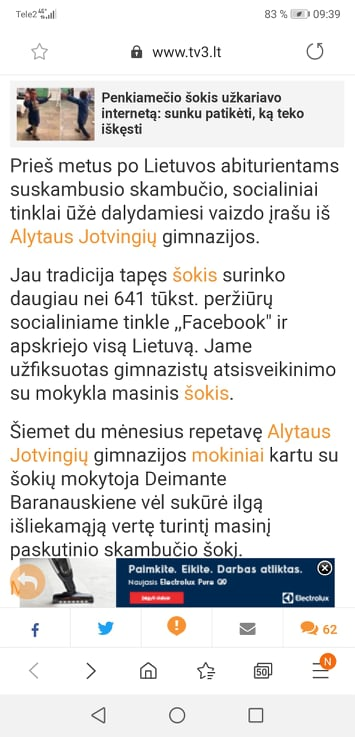 Tele2 4G
83 % 09:39
www.tv3.lt
Penkiamečio šokis užkariavo
internetą: sunku patikėti, ką teko
iškęsti
Prieš metus po Lietuvos abiturientams
suskambusio skambučio, socialiniai
tinklai ūžė dalydamiesi vaizdo įrašu iš
Alytaus Jotvingių gimnazijos.
Jau tradicija tapęs šokis surinko
daugiau nei 641 tūkst. peržiūrų
socialiniame tinkle ,,Facebook" ir
apskriejo visą Lietuvą. Jame
užfiksuotas gimnazistų atsisveikinimo
su mokykla masinis šokis.
Šiemet du mėnesius repetavę Alytaus
Jotvingių gimnazijos mokiniai kartu su
šokių mokytoja Deimante
Baranauskiene vėl sukūrė ilgą
išliekamąją vertę turintį masinį
paskutinio skambučio šokį.
Paimkite. Eikite. Darbas atliktas.
Naujasis Electrolux Pure Q9
Įsigyti dabar
Electrolux
62
50
N